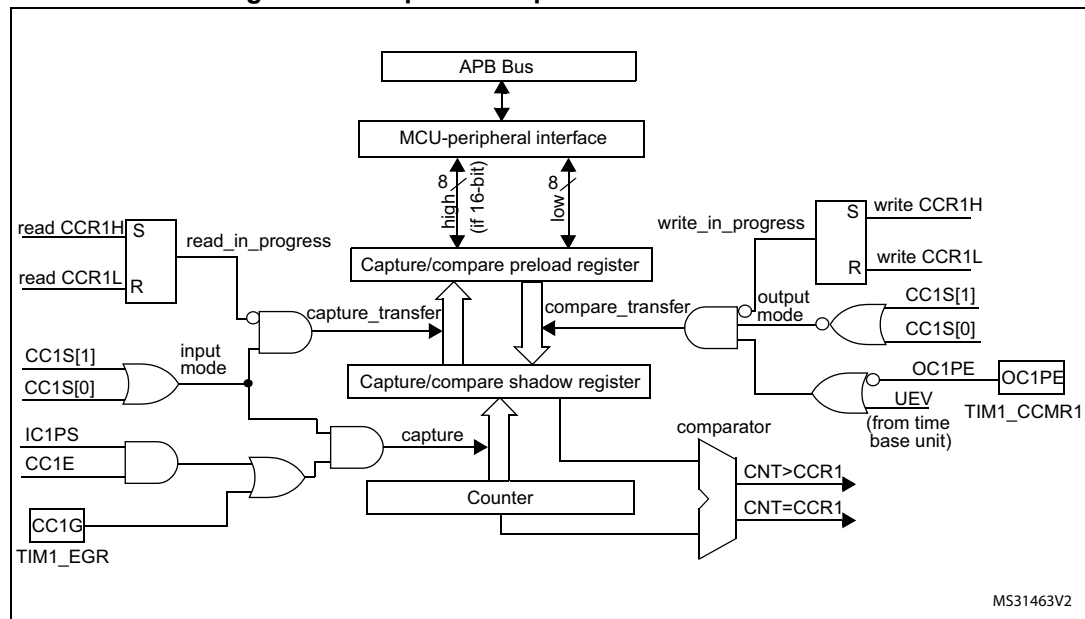 APB Bus
MCU-peripheral interface
8
high
(if 16-bit)
8
low
read CCR1H
S
read_in_progress
read CCR1L
R
write_in_progress
S
write CCR1H
R
write CCR1L
Capture/compare preload register
CC1S[1]
output
mode
CC1S[0]
capture_transfer
compare_transfer
CC1S[1]
input
mode
CC1S[0]
Capture/compare shadow register
OC1PE
OC1PE
UEV
TIM1_CCMR1
(from time
base unit)
IC1PS
CC1E
capture
comparator
CNT>CCR1
Counter
CNT=CCR1
CC1G
TIM1_EGR
MS31463V2